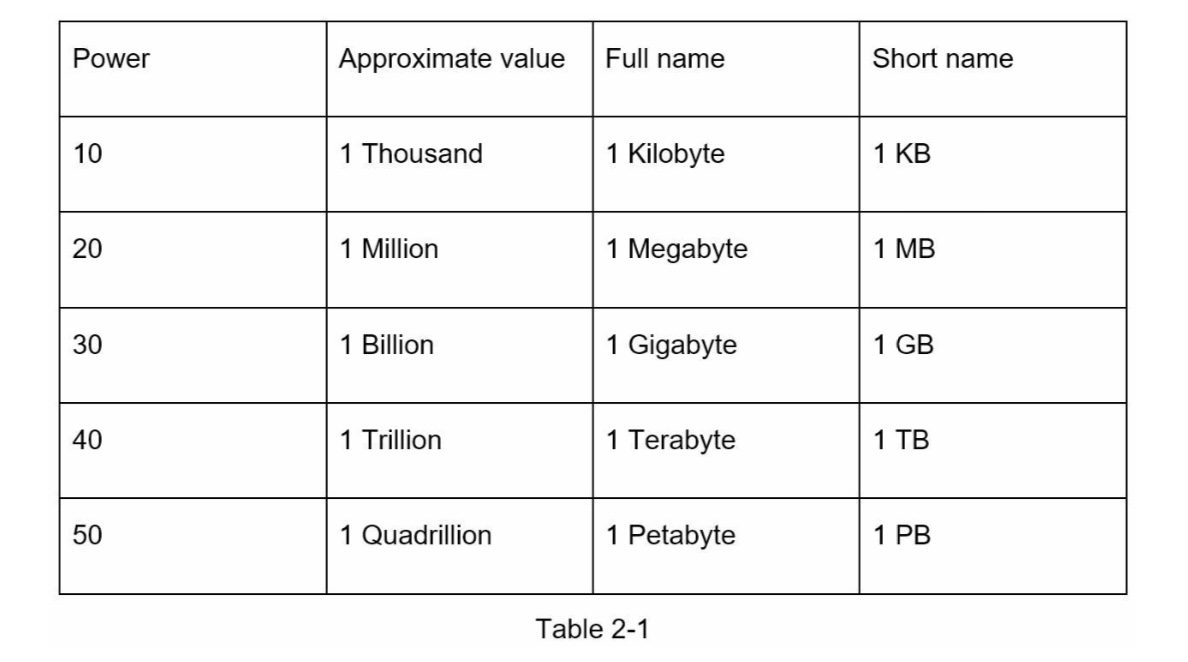 Power Approximate value Full name Short name
10 1 Thousand 1 Kilobyte 1 KB
20 1 Million 1 Megabyte 1 MB
30 1 Billion 1 Gigabyte 1 GB
40 1 Trillion 1 Terabyte 1 TB
50 1 Quadrillion 1 Petabyte 1 PB
Table 2-1